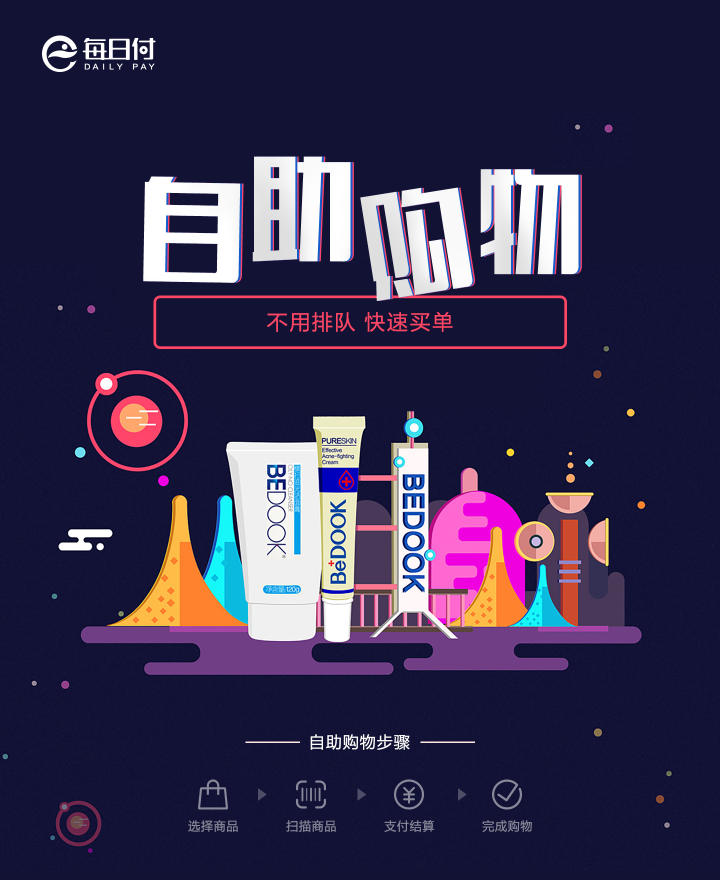 每日付
DAILY PAY
自助购物
不用排队 快速买单
PURESKIN
Effective
Acne-fighting
Cream
BeDOOK
BEDOOK
净含量:120g
BEDOOK
自助购物步骤
选择商品
扫描商品
支付结算
完成购物